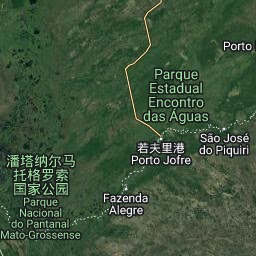 Porto
Parque
Estadual
Encontro
das Águas
São José
do Piquiri
若夫里港
Porto Jofre
潘塔纳尔马
托格罗索
国家公园
Parque
Nacional
do Pantanal
Mato-Grossense
Fazenda
Alegre